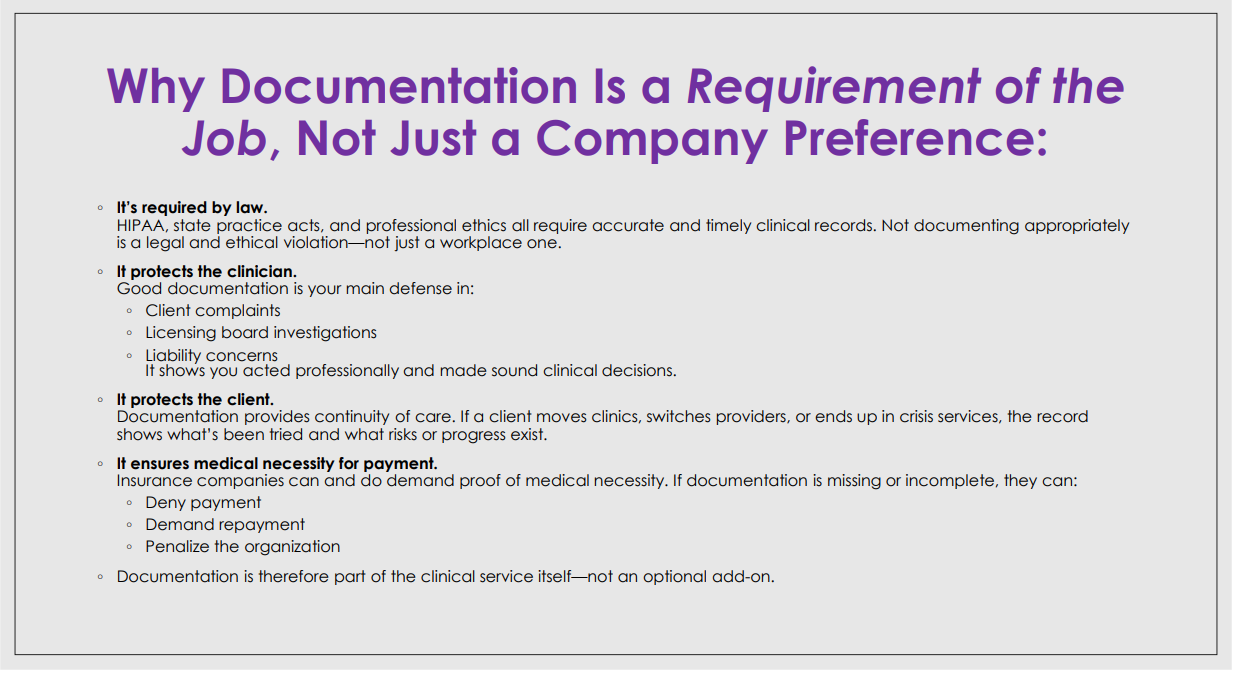 Why Documentation Is a Requirement of the
Job, Not Just a Company Preference:
◦ It's required by law.
HIPAA, state practice acts, and professional ethics all require accurate and timely clinical records. Not documenting appropriately
is a legal and ethical violation—not just a workplace one.
◦ It protects the clinician.
Good documentation is your main defense in:
◦ Client complaints
◦ Licensing board investigations
◦ Liability concerns
It shows you acted professionally and made sound clinical decisions.
◦ It protects the client.
Documentation provides continuity of care. If a client moves clinics, switches providers, or ends up in crisis services, the record
shows what's been tried and what risks or progress exist.
◦ It ensures medical necessity for payment.
Insurance companies can and do demand proof of medical necessity. If documentation is missing or incomplete, they can:
◦ Deny payment
◦ Demand repayment
◦ Penalize the organization
◦ Documentation is therefore part of the clinical service itself—not an optional add-on.